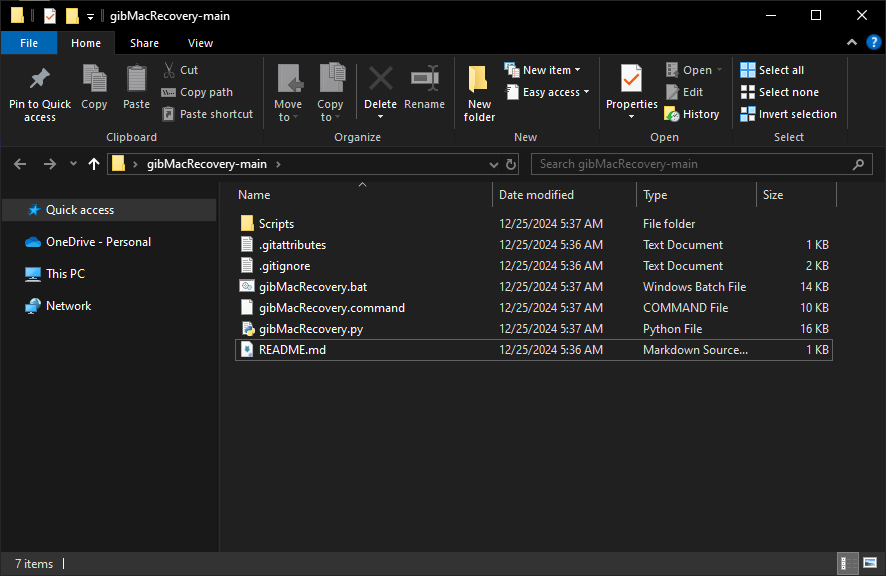 gibMacRecovery-main
File Home Share View
Pin to Quick access
Copy
Paste
Cut
Copy path
Paste shortcut
Clipboard
Move to
Copy to
Delete
Rename
Organize
New folder
New item
Easy access
New
Properties
Open
Edit
History
Open
Select all
Select none
Invert selection
Select
gibMacRecovery-main
Search gibMacRecovery-main
Quick access
OneDrive - Personal
This PC
Network
Name Date modified Type Size
Scripts 12/25/2024 5:37 AM File folder
.gitattributes 12/25/2024 5:36 AM Text Document 1 KB
.gitignore 12/25/2024 5:36 AM Text Document 2 KB
gibMacRecovery.bat 12/25/2024 5:37 AM Windows Batch File 14 KB
gibMacRecovery.command 12/25/2024 5:37 AM COMMAND File 10 KB
gibMacRecovery.py 12/25/2024 5:37 AM Python File 16 KB
README.md 12/25/2024 5:36 AM Markdown Source... 1 KB
7 items